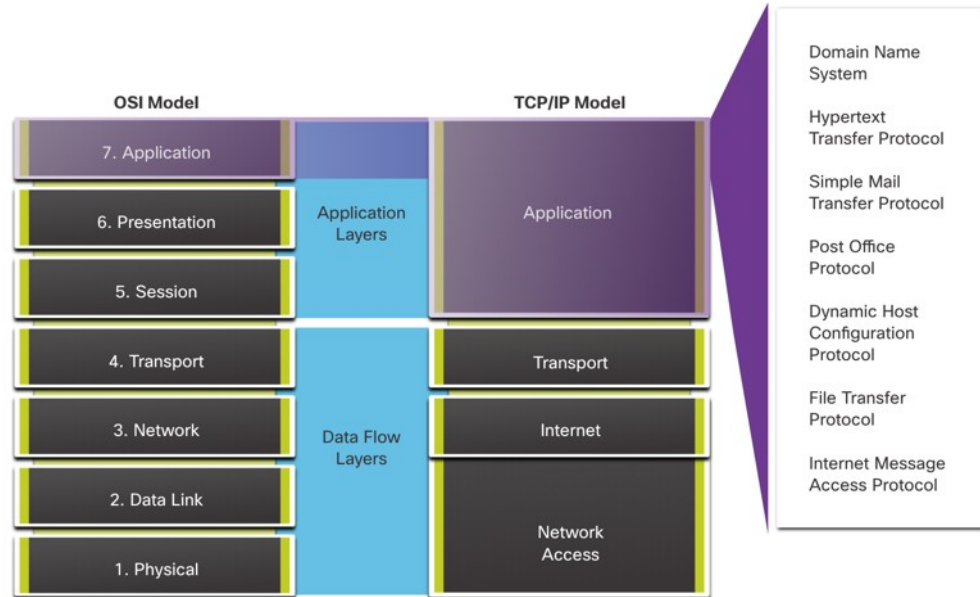 OSI Model
7. Application
6. Presentation
5. Session
4. Transport
3. Network
2. Data Link
1. Physical
Application
Layers
Data Flow
Layers
TCP/IP Model
Application
Transport
Internet
Network
Access
Domain Name
System
Hypertext
Transfer Protocol
Simple Mail
Transfer Protocol
Post Office
Protocol
Dynamic Host
Configuration
Protocol
File Transfer
Protocol
Internet Message
Access Protocol